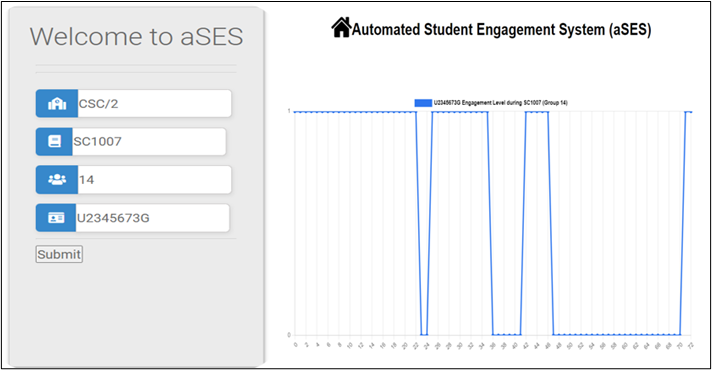 Welcome to aSES
CSC/2
SC1007
14
U2345673G
Submit
Automated Student Engagement System (aSES)
U2345673G Engagement Level during SC1007 (Group 14)
1
0
0 2 4 6 8 10 12 14 16 18 20 22 24 26 28 30 32 34 36 38 40 42 44 46 48 50 52 54 56 58 60 62 64 66 68 70 72